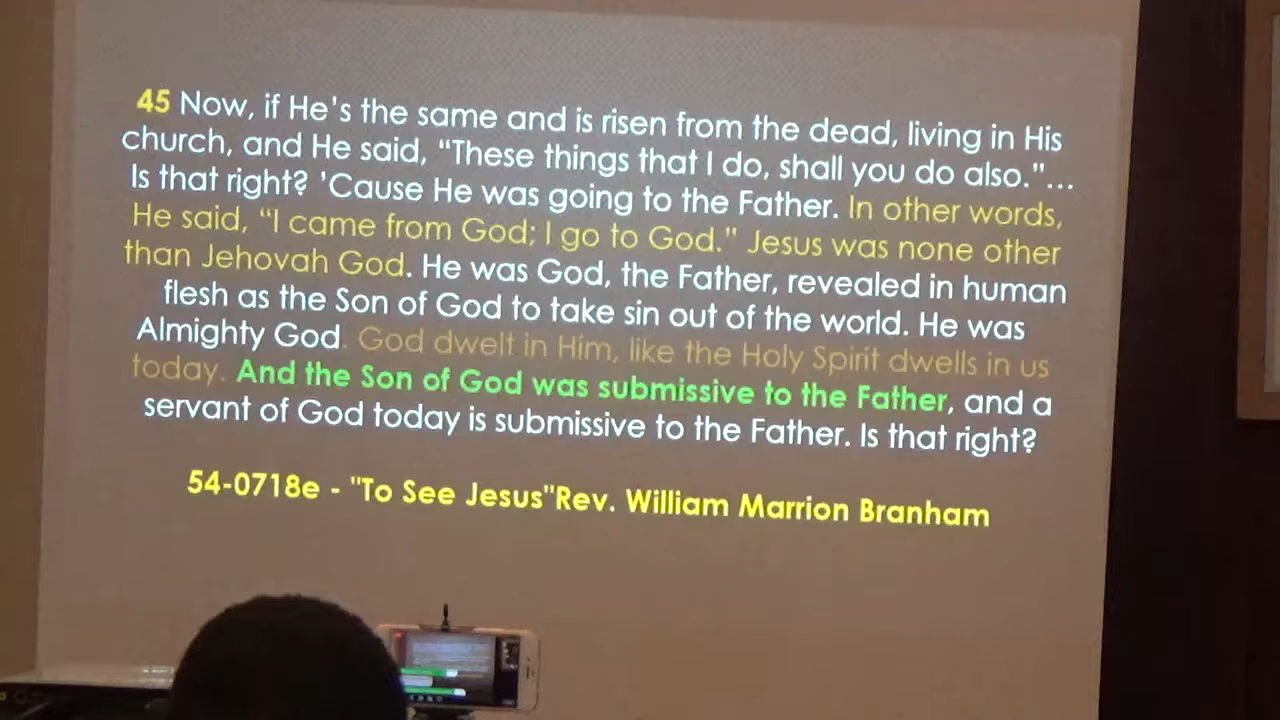 45 Now, if He's the same and is risen from the dead, living in His
church, and He said, “These things that I do, shall you do also.”...
Is that right? 'Cause He was going to the Father. In other words,
He said, “I came from God; I go to God.” Jesus was none other
than Jehovah God. He was God, the Father, revealed in human
flesh as the Son of God to take sin out of the world. He was
Almighty God. God dwelt in Him, like the Holy Spirit dwells in us
today. And the Son of God was submissive to the Father, and a
servant of God today is submissive to the Father. Is that right?
54-0718e - "To See Jesus"Rev. William Marrion Branham